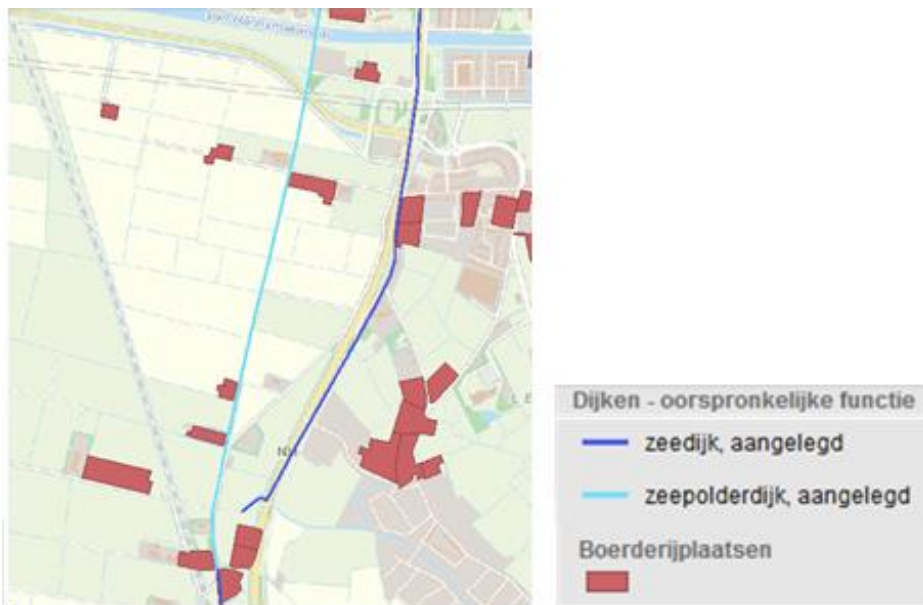 Dijken - oorspronkelijke functie
zeedijk, aangelegd
zeepolderdijk, aangelegd
Boerderijplaatsen